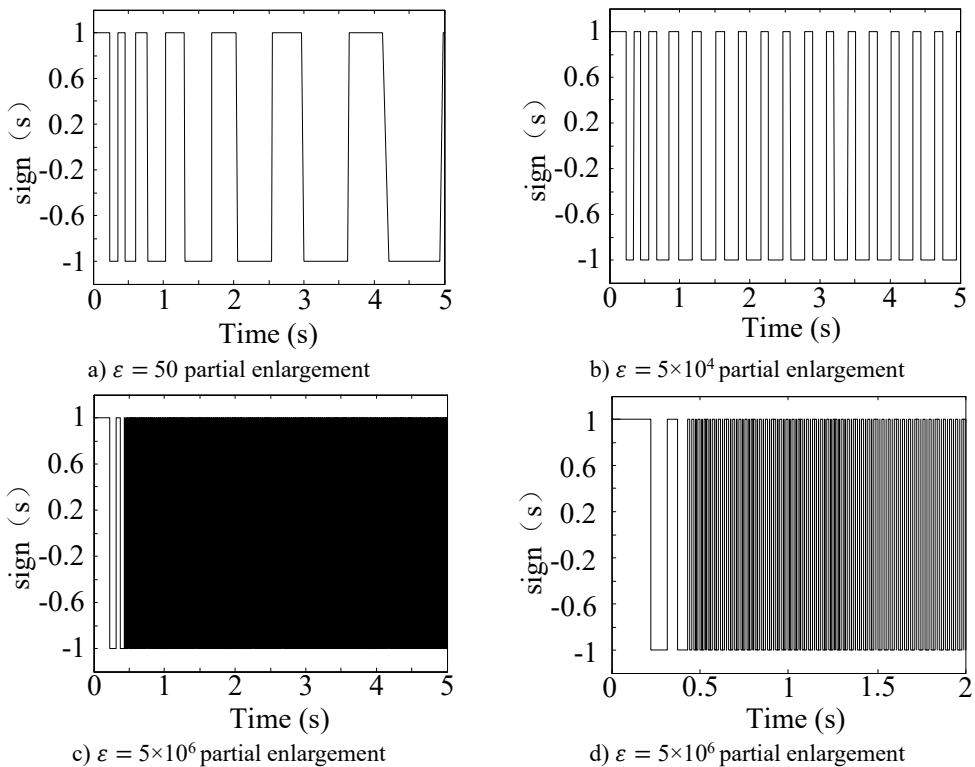 1
0.6
0.2
-0.2
-0.6
-1
sign（s）
0 1 2 3 4 5
Time (s)
a) ε = 50 partial enlargement
1
0.6
0.2
-0.2
-0.6
-1
sign（s）
0 1 2 3 4 5
Time (s)
b) ε = 5×10⁴ partial enlargement
1
0.6
0.2
-0.2
-0.6
-1
sign（s）
0 1 2 3 4 5
Time (s)
c) ε = 5×10⁶ partial enlargement
1
0.6
0.2
-0.2
-0.6
-1
sign（s）
0 0.5 1 1.5 2
Time (s)
d) ε = 5×10⁶ partial enlargement